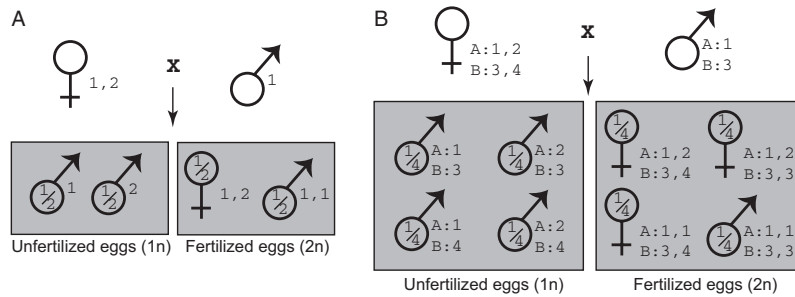 A
1,2
x
1
1/2 1
1/2 2
1/2 1,2
1/2 1,1
Unfertilized eggs (1n)
Fertilized eggs (2n)
B
A:1,2
B:3,4
x
A:1
B:3
1/4 A:1
B:3
1/4 A:2
B:3
1/4 A:1
B:4
1/4 A:2
B:4
1/4 A:1,2
B:3,4
1/4 A:1,2
B:3,3
1/4 A:1,1
B:3,4
1/4 A:1,1
B:3,3
Unfertilized eggs (1n)
Fertilized eggs (2n)